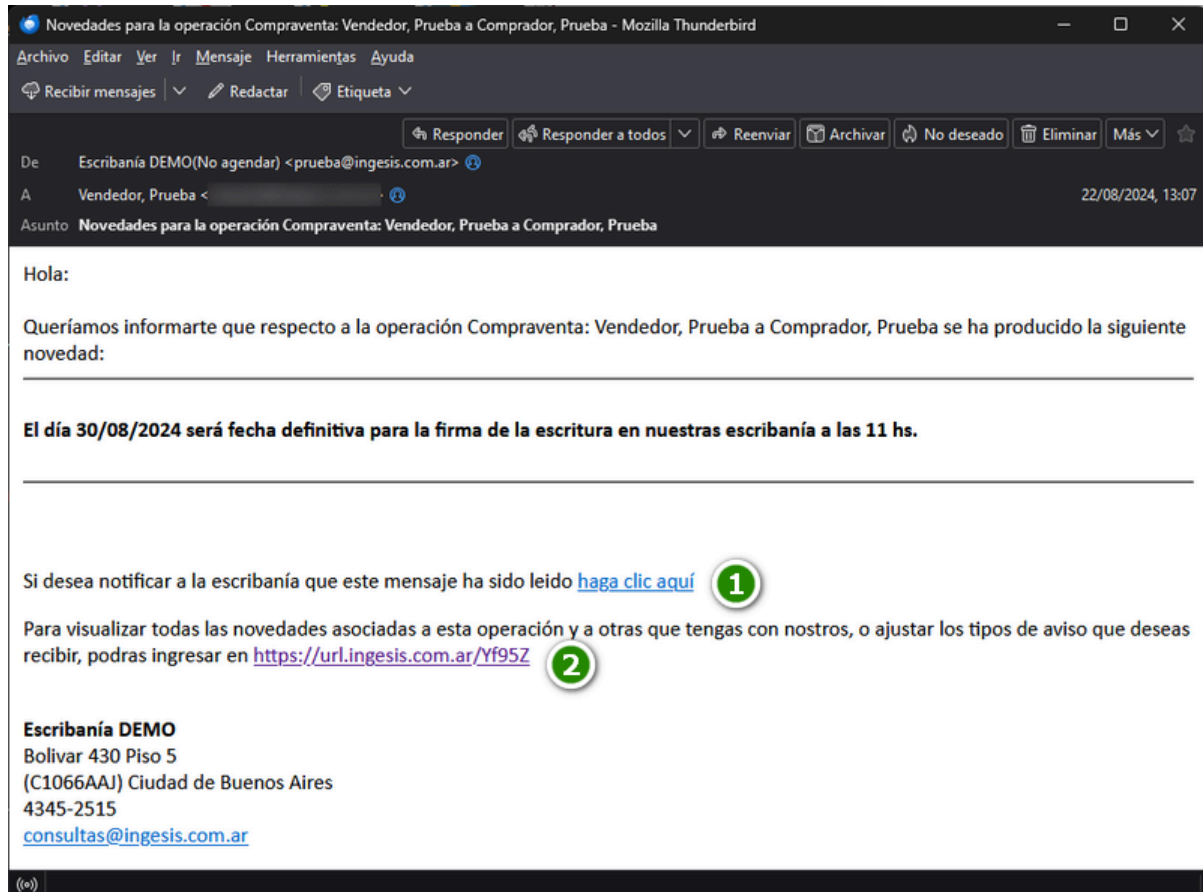 Novedades para la operación Compraventa: Vendedor, Prueba a Comprador, Prueba - Mozilla Thunderbird
Archivo Editar Ver Ir Mensaje Herramientas Ayuda
Recibir mensajes Redactar Etiqueta
Responder Responder a todos Reenviar Archivar No deseado Eliminar Más
De Escribanía DEMO(No agendar) <prueba@ingesis.com.ar>
A Vendedor, Prueba < 22/08/2024, 13:07
Asunto Novedades para la operación Compraventa: Vendedor, Prueba a Comprador, Prueba
Hola:
Queríamos informarte que respecto a la operación Compraventa: Vendedor, Prueba a Comprador, Prueba se ha producido la siguiente
novedad:
El día 30/08/2024 será fecha definitiva para la firma de la escritura en nuestras escribanía a las 11 hs.
Si desea notificar a la escribanía que este mensaje ha sido leido haga clic aquí 1
Para visualizar todas las novedades asociadas a esta operación y a otras que tengas con nostros, o ajustar los tipos de aviso que deseas
recibir, podras ingresar en https://url.ingesis.com.ar/Yf95Z 2
Escribanía DEMO
Bolivar 430 Piso 5
(C1066AAJ) Ciudad de Buenos Aires
4345-2515
consultas@ingesis.com.ar